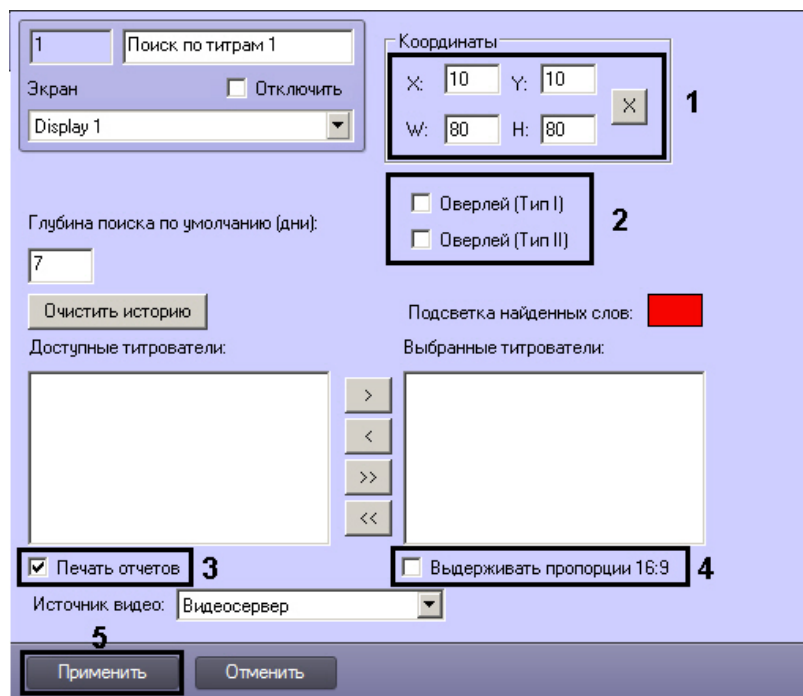 1 Поиск по титрам 1
Экран Отключить
Display 1
Координаты
X: 10 Y: 10
X
W: 80 H: 80
1
Оверлей (Тип I)
Оверлей (Тип II)
2
Глубина поиска по умолчанию (дни):
7
Очистить историю
Подсветка найденных слов:
Доступные титрователи:
Выбранные титрователи:
>
<
>>
<<
Печать отчетов 3
Выдерживать пропорции 16:9 4
Источник видео: Видеосервер
5
Применить Отменить